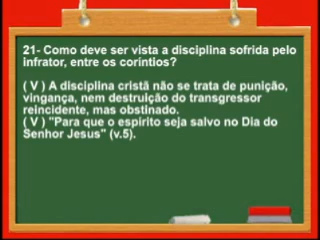 21- Como deve ser vista a disciplina sofrida pelo
infrator, entre os coríntios?
( V ) A disciplina cristã não se trata de punição,
vingança, nem destruição do transgressor
reincidente, mas obstinado.
( V ) "Para que o espírito seja salvo no Dia do
Senhor Jesus" (v.5).